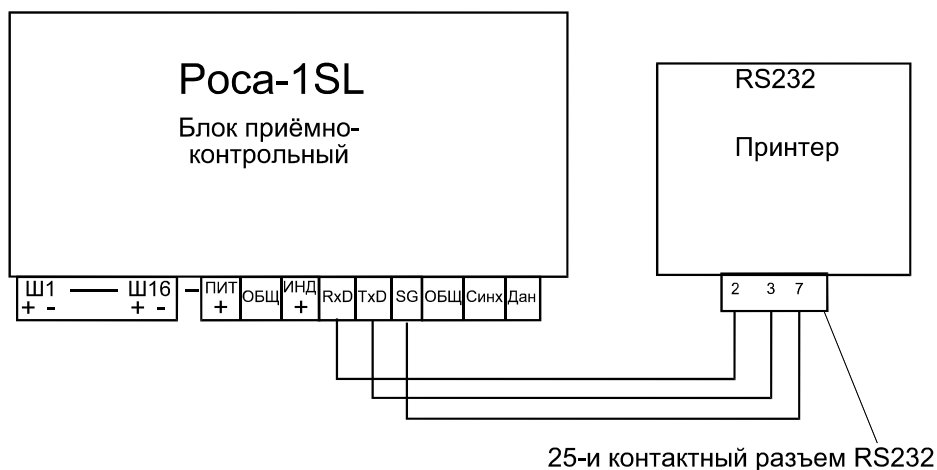 Роса-1SL
Блок приёмно-
контрольный
RS232
Принтер
Ш1 Ш16 ПИТ ОБЩ ИНД RxD TxD SG ОБЩ Синх Дан
+ - + - + +
2 3 7
25-и контактный разъем RS232